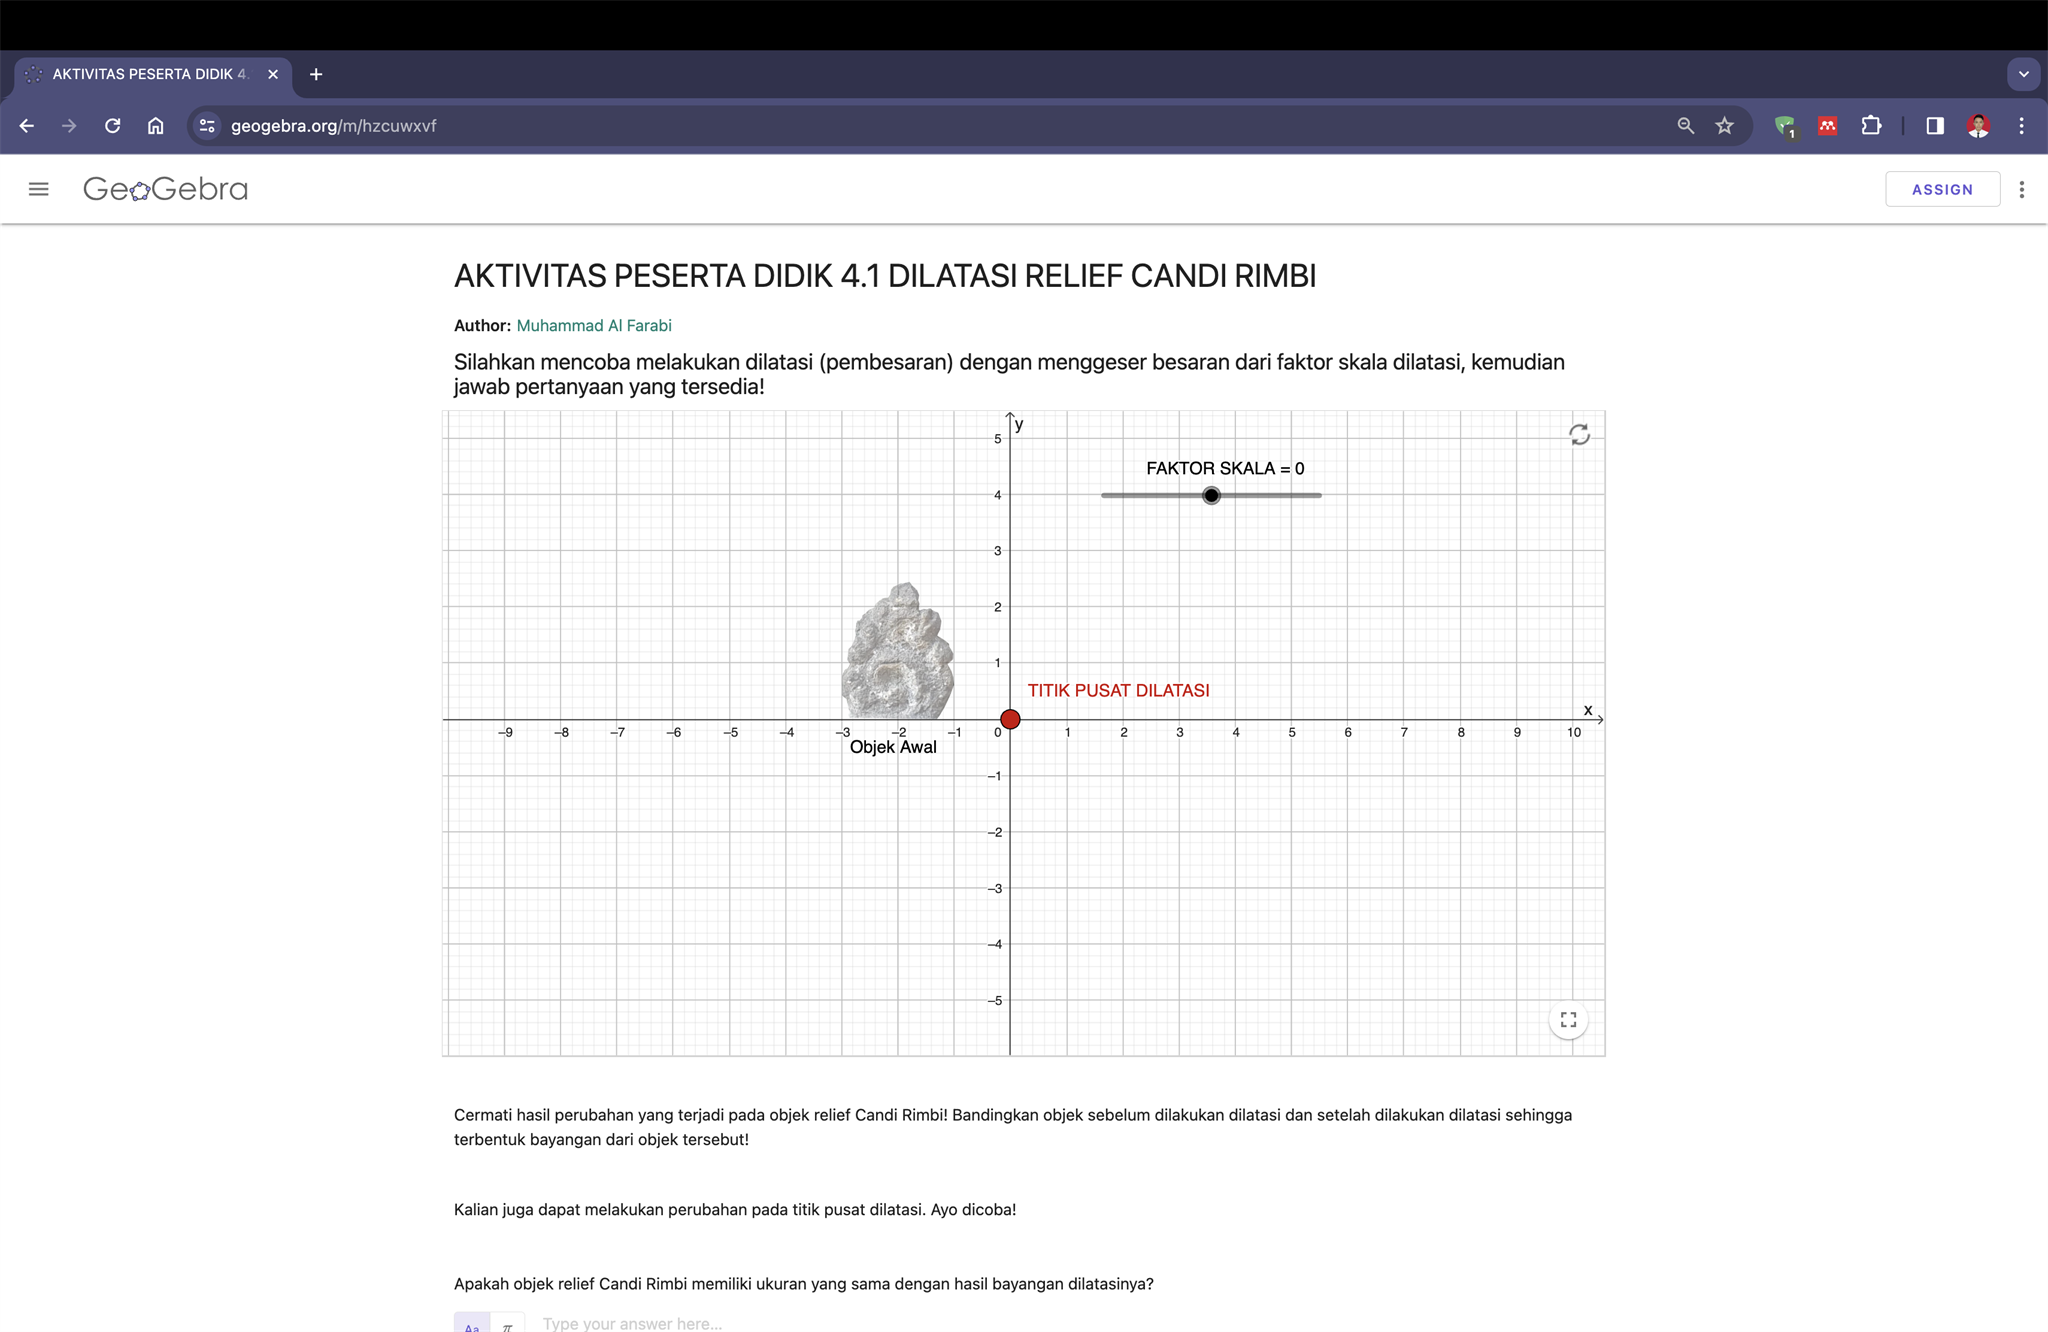 AKTIVITAS PESERTA DIDIK 4.
geogebra.org/m/hzcuwxvf
1
GeoGebra
ASSIGN
AKTIVITAS PESERTA DIDIK 4.1 DILATASI RELIEF CANDI RIMBI
Author: Muhammad Al Farabi
Silahkan mencoba melakukan dilatasi (pembesaran) dengan menggeser besaran dari faktor skala dilatasi, kemudian
jawab pertanyaan yang tersedia!
y
5
FAKTOR SKALA = 0
4
3
2
1
TITIK PUSAT DILATASI
x
–9 –8 –7 –6 –5 –4 –3 –2 –1 0 1 2 3 4 5 6 7 8 9 10
Objek Awal
–1
–2
–3
–4
–5
Cermati hasil perubahan yang terjadi pada objek relief Candi Rimbi! Bandingkan objek sebelum dilakukan dilatasi dan setelah dilakukan dilatasi sehingga
terbentuk bayangan dari objek tersebut!
Kalian juga dapat melakukan perubahan pada titik pusat dilatasi. Ayo dicoba!
Apakah objek relief Candi Rimbi memiliki ukuran yang sama dengan hasil bayangan dilatasinya?
Aa π Type your answer here...